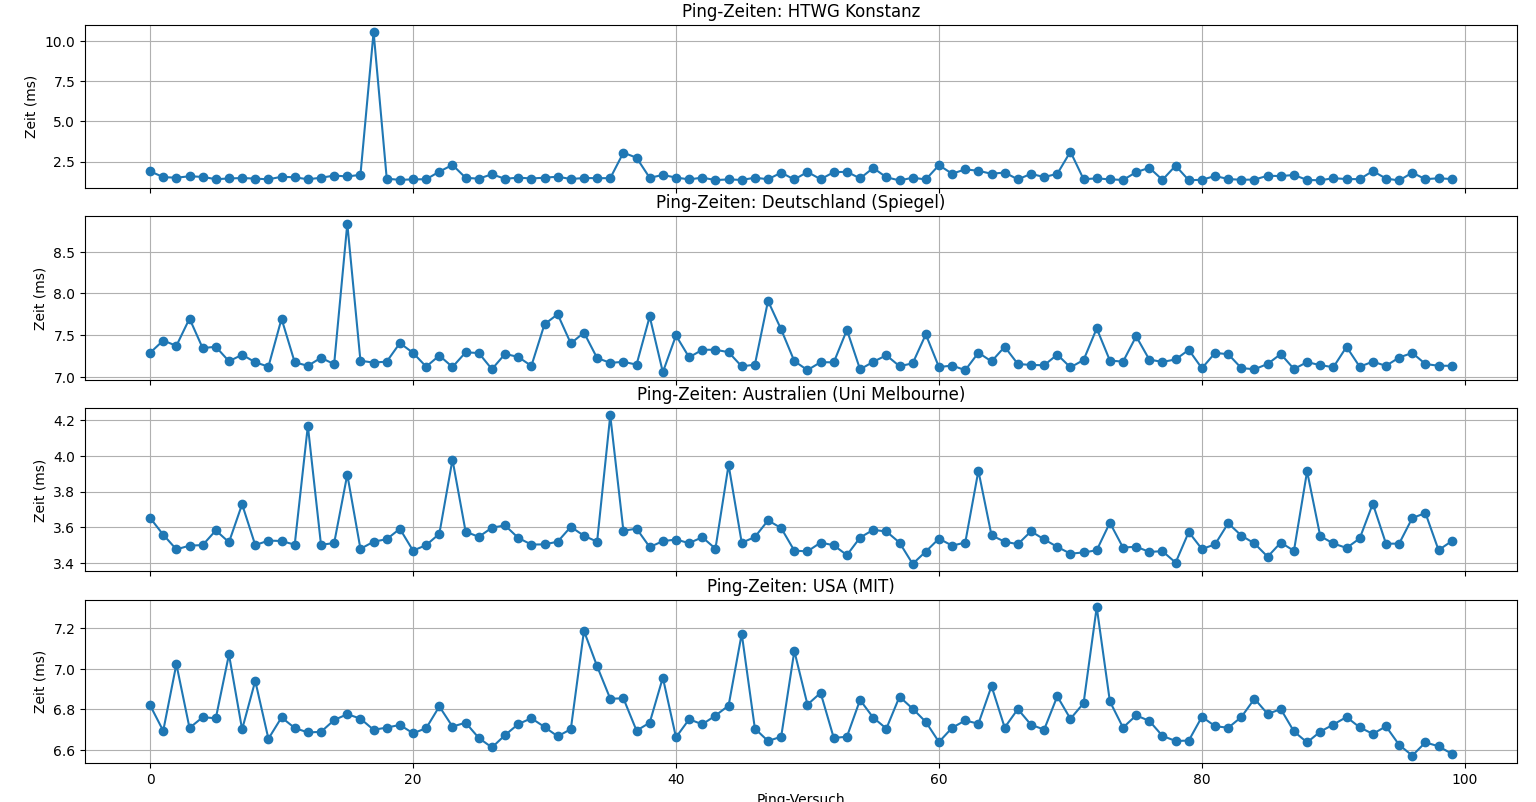 Ping-Zeiten: HTWG Konstanz
Zeit (ms)
10.0
7.5
5.0
2.5
Ping-Zeiten: Deutschland (Spiegel)
Zeit (ms)
8.5
8.0
7.5
7.0
Ping-Zeiten: Australien (Uni Melbourne)
Zeit (ms)
4.2
4.0
3.8
3.6
3.4
Ping-Zeiten: USA (MIT)
Zeit (ms)
7.2
7.0
6.8
6.6
0 20 40 60 80 100
Ping-Versuch